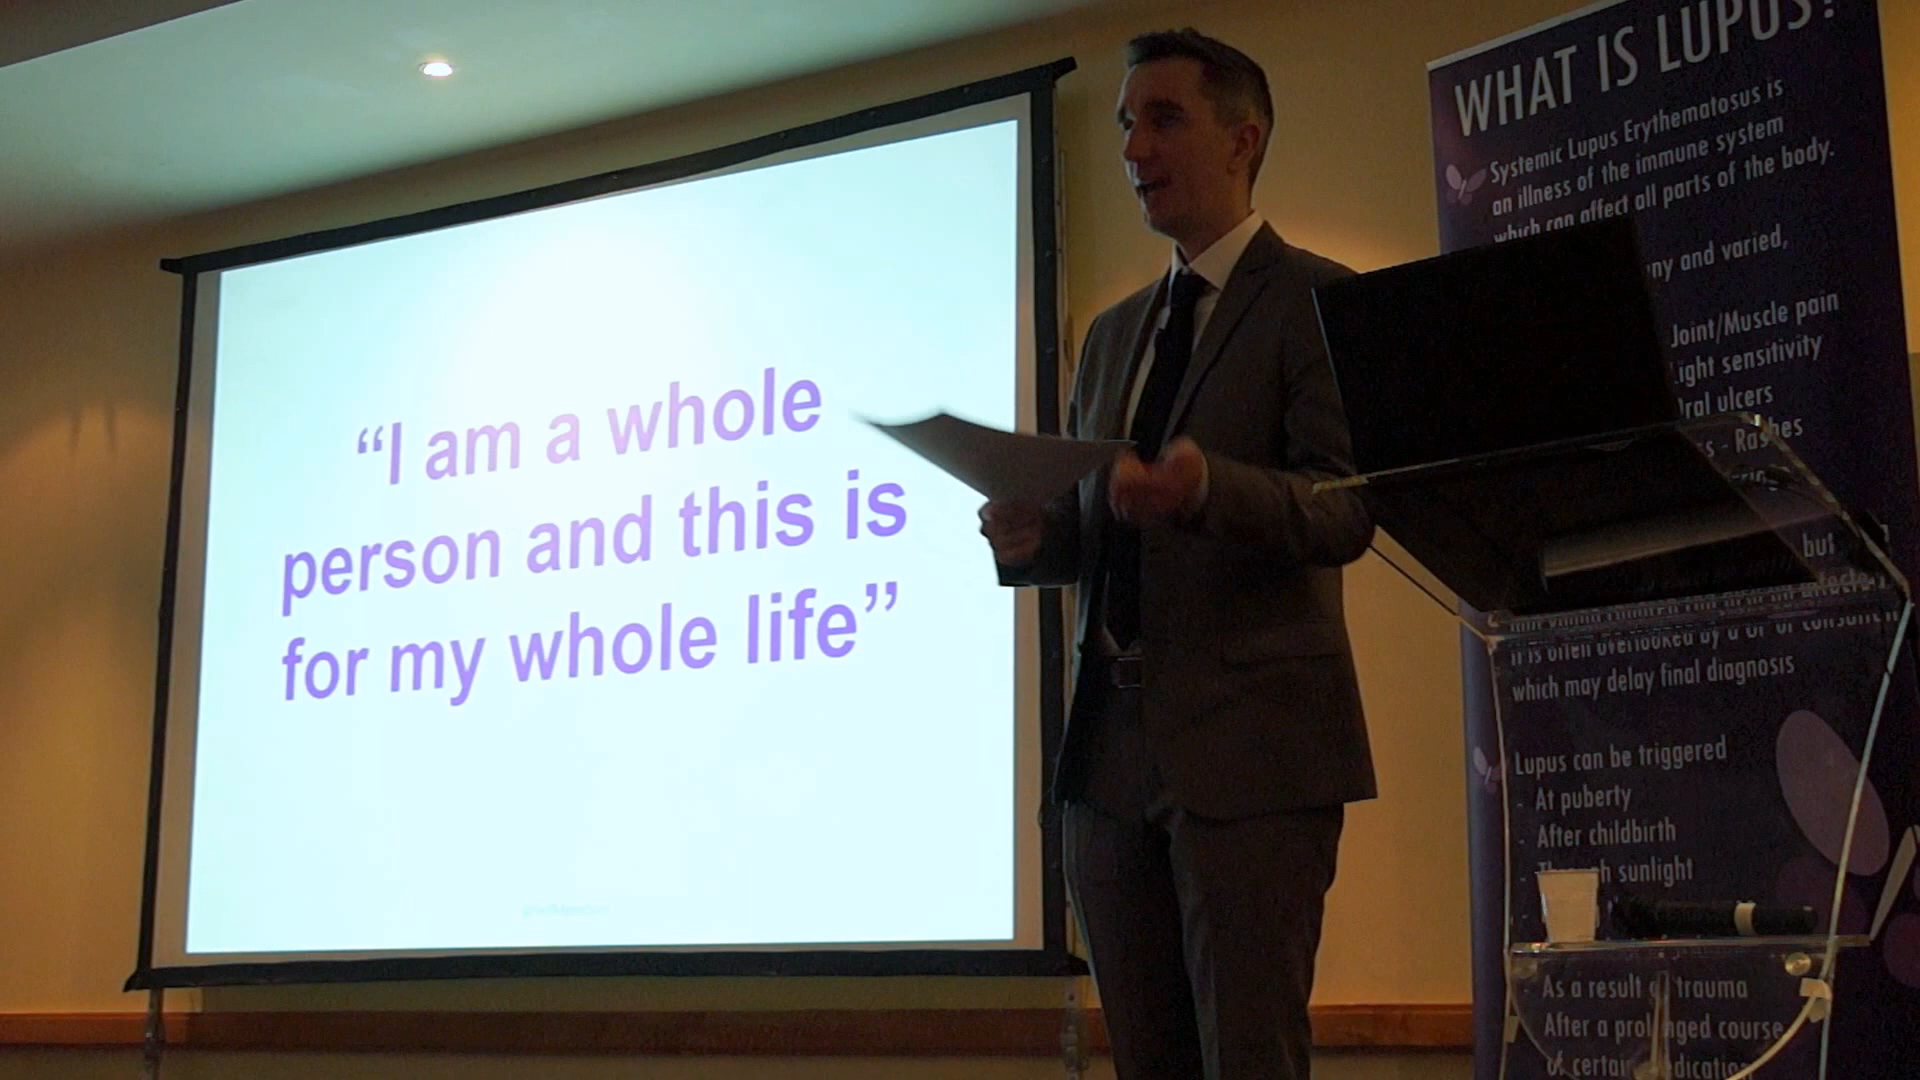 “I am a whole
person and this is
for my whole life”
WHAT IS LUPUS?
Systemic Lupus Erythematosus is
an illness of the immune system
which can affect all parts of the body.
and varied,
Joint/Muscle pain
Light sensitivity
Oral ulcers
- Rashes
but
it is often overlooked by a GP or consultant
which may delay final diagnosis
Lupus can be triggered
- At puberty
- After childbirth
- Through sunlight
- As a result of trauma
After a prolonged course
of certain medication